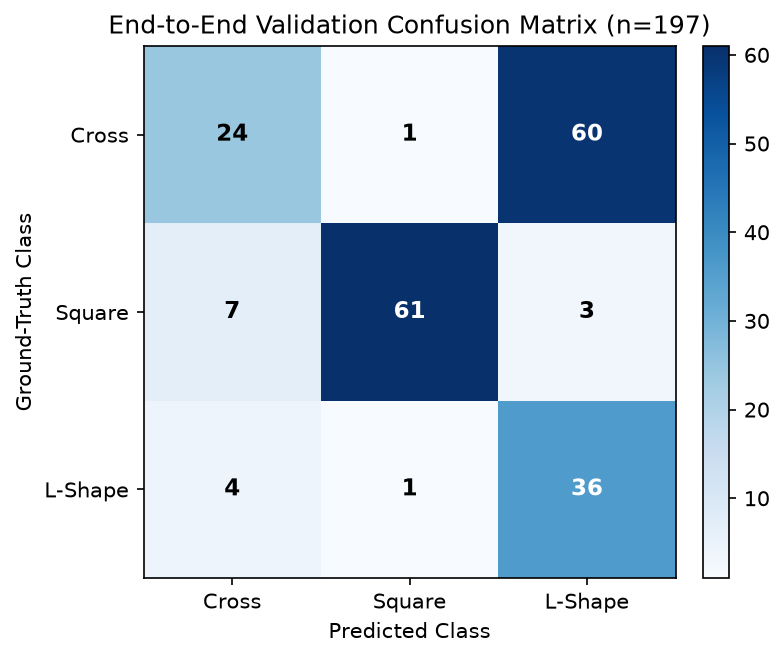 End-to-End Validation Confusion Matrix (n=197)
Ground-Truth Class
Cross
24
1
60
Square
7
61
3
L-Shape
4
1
36
Cross
Square
L-Shape
Predicted Class
60
50
40
30
20
10